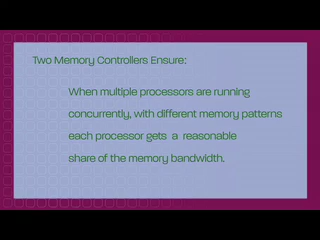 Two Memory Controllers Ensure:
When multiple processors are running
concurrently, with different memory patterns
each processor gets a reasonable
share of the memory bandwidth.